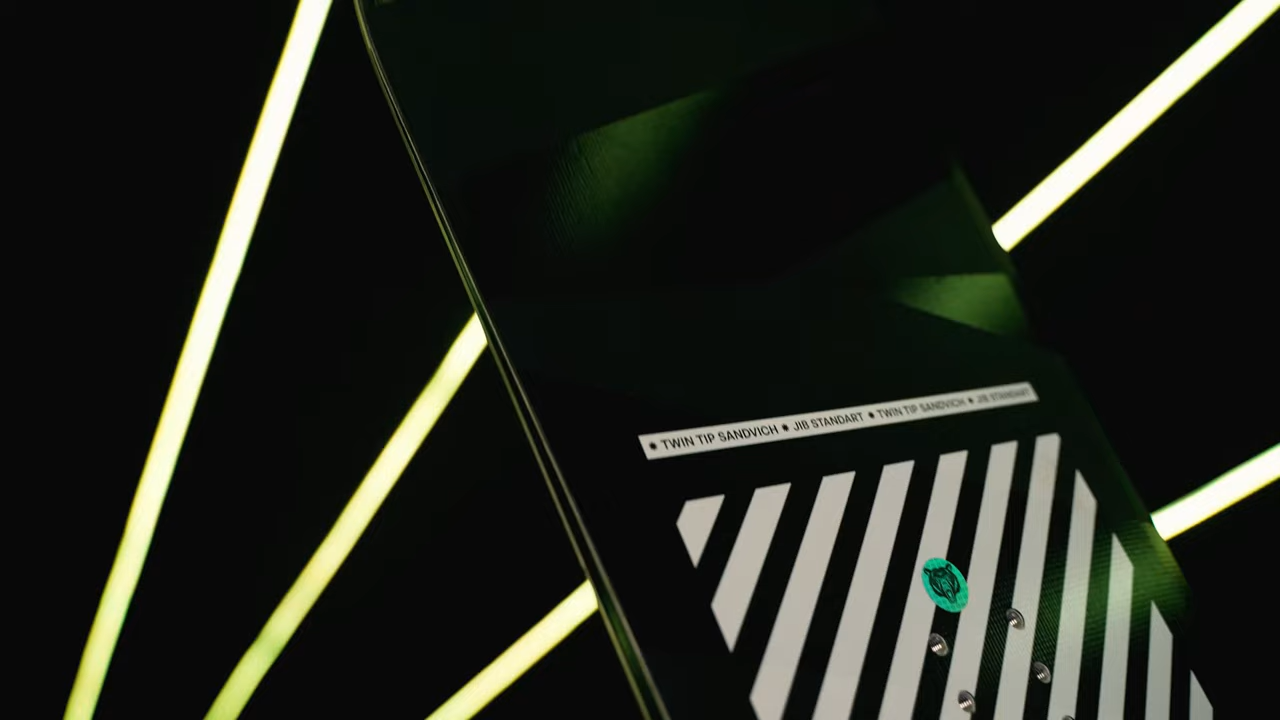 ✹ TWIN TIP SANDVICH ✹ JIB STANDART ✹ TWIN TIP SANDVICH ✹ JIB STANDART